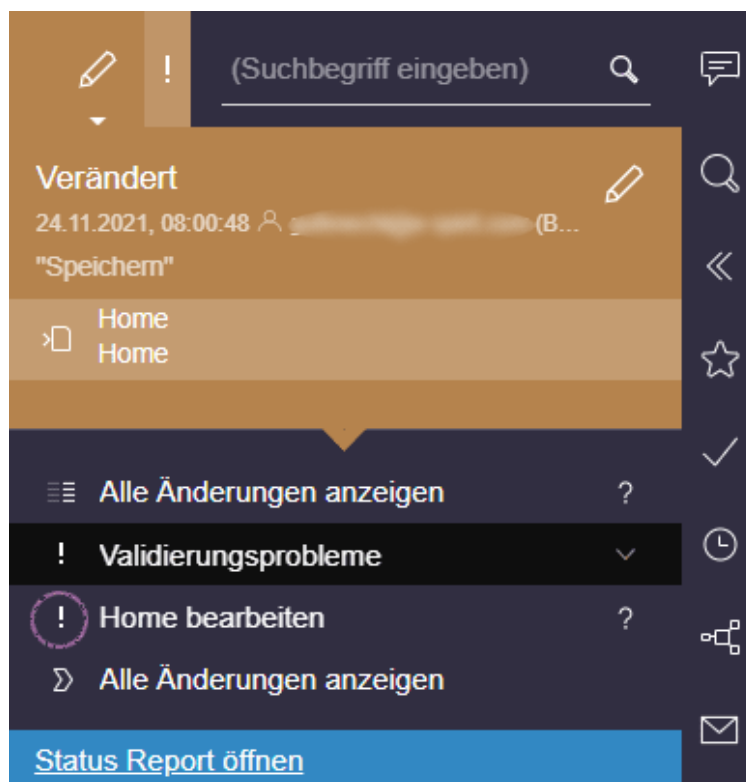 !
(Suchbegriff eingeben)
Verändert
24.11.2021, 08:00:48 (B...
"Speichern"
Home
Home
Alle Änderungen anzeigen ?
! Validierungsprobleme
! Home bearbeiten ?
Alle Änderungen anzeigen
Status Report öffnen